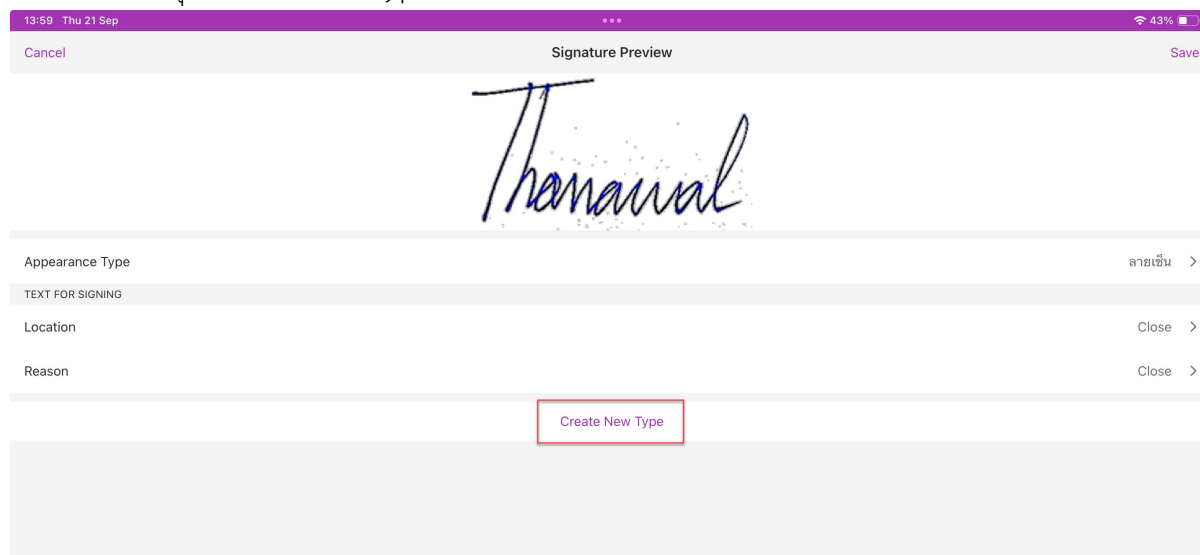 13:59 Thu 21 Sep
43%
Cancel
Signature Preview
Save
Thanawal
Appearance Type
ลายเซ็น
TEXT FOR SIGNING
Location
Close
Reason
Close
Create New Type